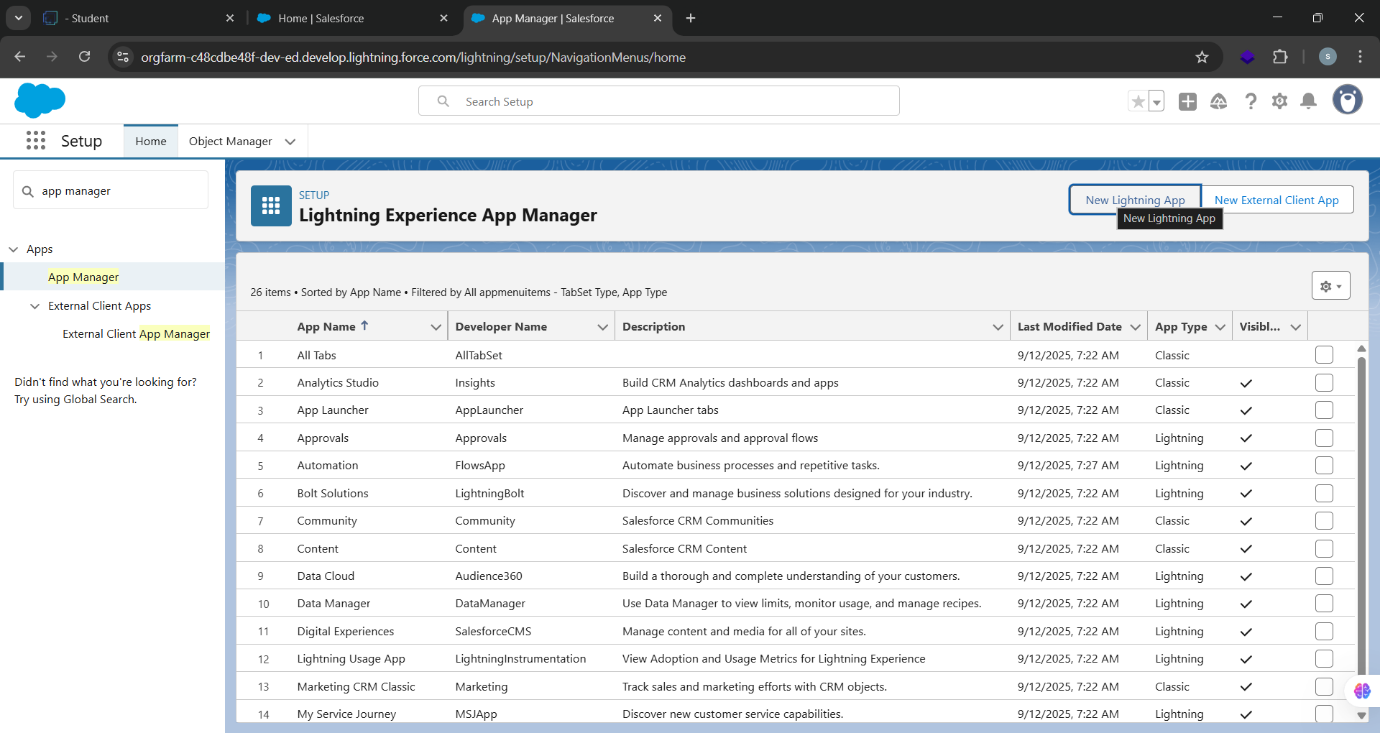 - Student
Home | Salesforce
App Manager | Salesforce
orgfarm-c48cdbe48f-dev-ed.develop.lightning.force.com/lightning/setup/NavigationMenus/home
S
Search Setup
Setup
Home
Object Manager
app manager
Apps
App Manager
External Client Apps
External Client App Manager
Didn't find what you're looking for?
Try using Global Search.
SETUP
Lightning Experience App Manager
New Lightning App
New External Client App
New Lightning App
26 items • Sorted by App Name • Filtered by All appmenuitems - TabSet Type, App Type
App Name ↑ Developer Name Description Last Modified Date App Type Visibl...
1 All Tabs AllTabSet 9/12/2025, 7:22 AM Classic
2 Analytics Studio Insights Build CRM Analytics dashboards and apps 9/12/2025, 7:22 AM Classic
3 App Launcher AppLauncher App Launcher tabs 9/12/2025, 7:22 AM Classic
4 Approvals Approvals Manage approvals and approval flows 9/12/2025, 7:22 AM Lightning
5 Automation FlowsApp Automate business processes and repetitive tasks. 9/12/2025, 7:27 AM Lightning
6 Bolt Solutions LightningBolt Discover and manage business solutions designed for your industry. 9/12/2025, 7:22 AM Lightning
7 Community Community Salesforce CRM Communities 9/12/2025, 7:22 AM Classic
8 Content Content Salesforce CRM Content 9/12/2025, 7:22 AM Classic
9 Data Cloud Audience360 Build a thorough and complete understanding of your customers. 9/12/2025, 7:22 AM Lightning
10 Data Manager DataManager Use Data Manager to view limits, monitor usage, and manage recipes. 9/12/2025, 7:22 AM Lightning
11 Digital Experiences SalesforceCMS Manage content and media for all of your sites. 9/12/2025, 7:22 AM Lightning
12 Lightning Usage App LightningInstrumentation View Adoption and Usage Metrics for Lightning Experience 9/12/2025, 7:22 AM Lightning
13 Marketing CRM Classic Marketing Track sales and marketing efforts with CRM objects. 9/12/2025, 7:22 AM Classic
14 My Service Journey MSJApp Discover new customer service capabilities. 9/12/2025, 7:22 AM Lightning